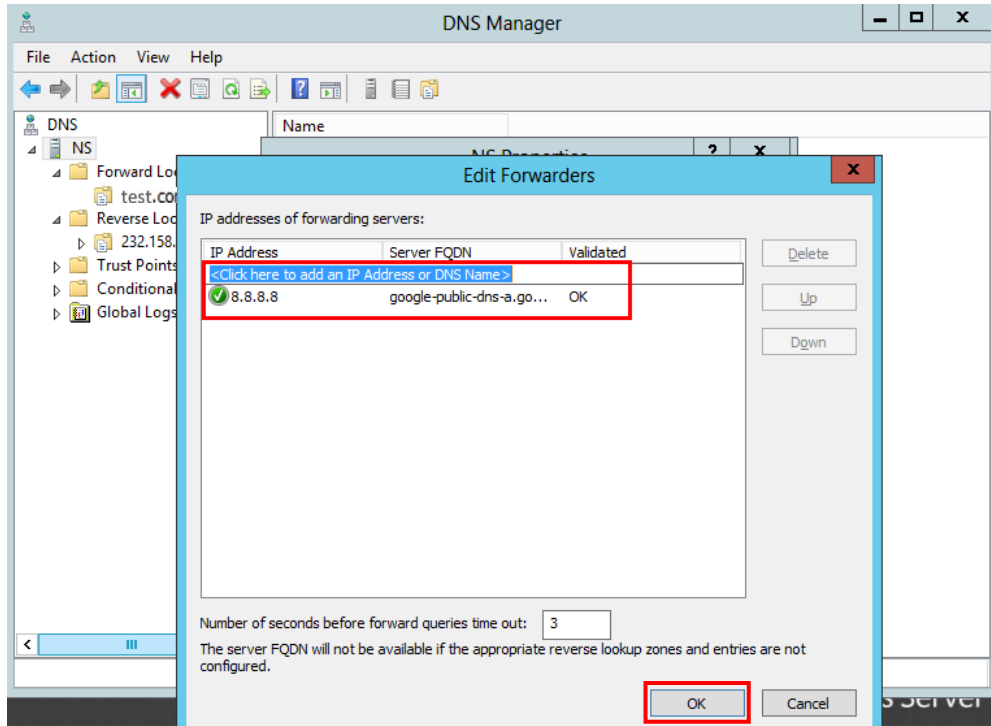 DNS Manager
File Action View Help
DNS
Name
NS
NS Properties
Forward Lo
Edit Forwarders
test.co
Reverse Loc
IP addresses of forwarding servers:
232.158.
IP Address Server FQDN Validated
Delete
Trust Points
<Click here to add an IP Address or DNS Name>
Conditional
8.8.8.8 google-public-dns-a.go... OK
Up
Global Logs
Down
Number of seconds before forward queries time out: 3
The server FQDN will not be available if the appropriate reverse lookup zones and entries are not
configured.
OK Cancel
s Server